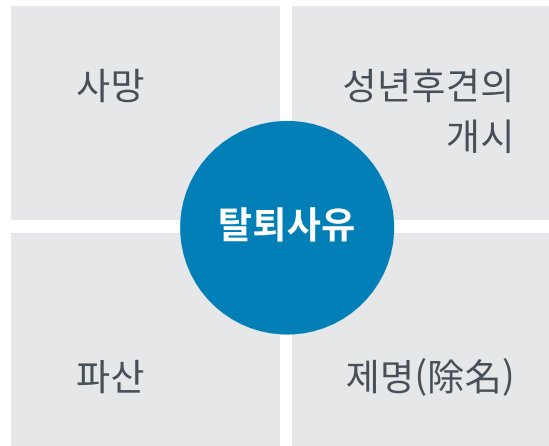 사망
성년후견의
개시
탈퇴사유
파산
제명(除名)